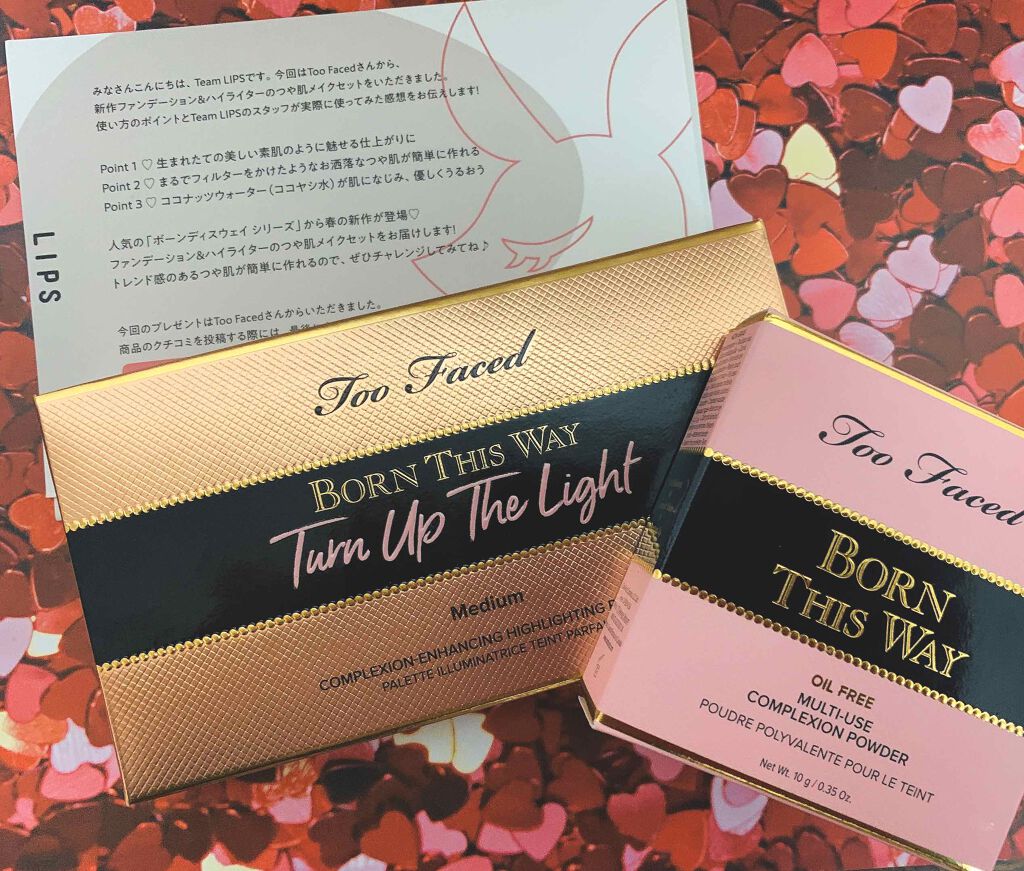 みなさんこんにちは、Team LIPSです。今回はToo Facedさんから、
新作ファンデーション&ハイライターのつや肌メイクセットをいただきました。
使い方のポイントとTeam LIPSのスタッフが実際に使ってみた感想をお伝えします!
Point 1 ♡ 生まれたての美しい素肌のように魅せる仕上がりに
Point 2 ♡ まるでフィルターをかけたようなお洒落なつや肌が簡単に作れる
Point 3 ♡ ココナッツウォーター(ココヤシ水)が肌になじみ、優しくうるおう
人気の「ボーンディスウェイ シリーズ」から春の新作が登場♡
ファンデーション&ハイライターのつや肌メイクセットをお届けします!
トレンド感のあるつや肌が簡単に作れるので、ぜひチャレンジしてみてね♪
今回のプレゼントはToo Facedさんからいただきました。
商品のクチコミを投稿する際には、
LIPS
Too Faced
BORN THIS WAY
Turn Up The Light
Medium
COMPLEXION-ENHANCING HIGHLIGHTING
PALETTE ILLUMINATRICE TEINT
Too Faced
BORN
THIS WAY
OIL FREE
MULTI-USE
COMPLEXION POWDER
POUDRE POLYVALENTE POUR LE TEINT
Net Wt. 10 g / 0.35 Oz.